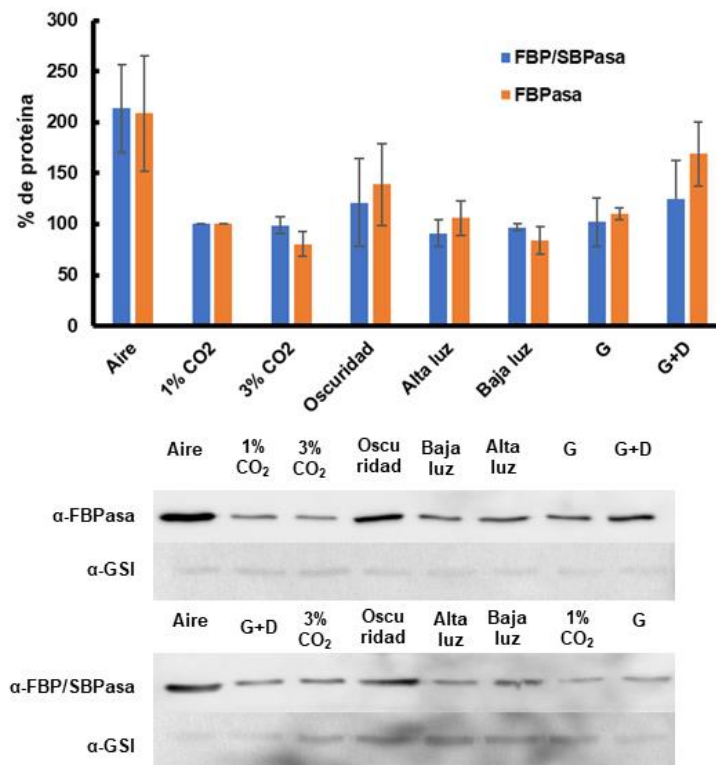 300
250
200
150
100
50
0
% de proteína
FBP/SBPasa
FBPasa
Aire
1% CO2
3% CO2
Oscuridad
Alta luz
Baja luz
G
G+D
Aire
1%
CO₂
3%
CO₂
Oscu
ridad
Baja
luz
Alta
luz
G
G+D
α-FBPasa
α-GSI
Aire
G+D
3%
CO₂
Oscu
ridad
Alta
luz
Baja
luz
1%
CO₂
G
α-FBP/SBPasa
α-GSI